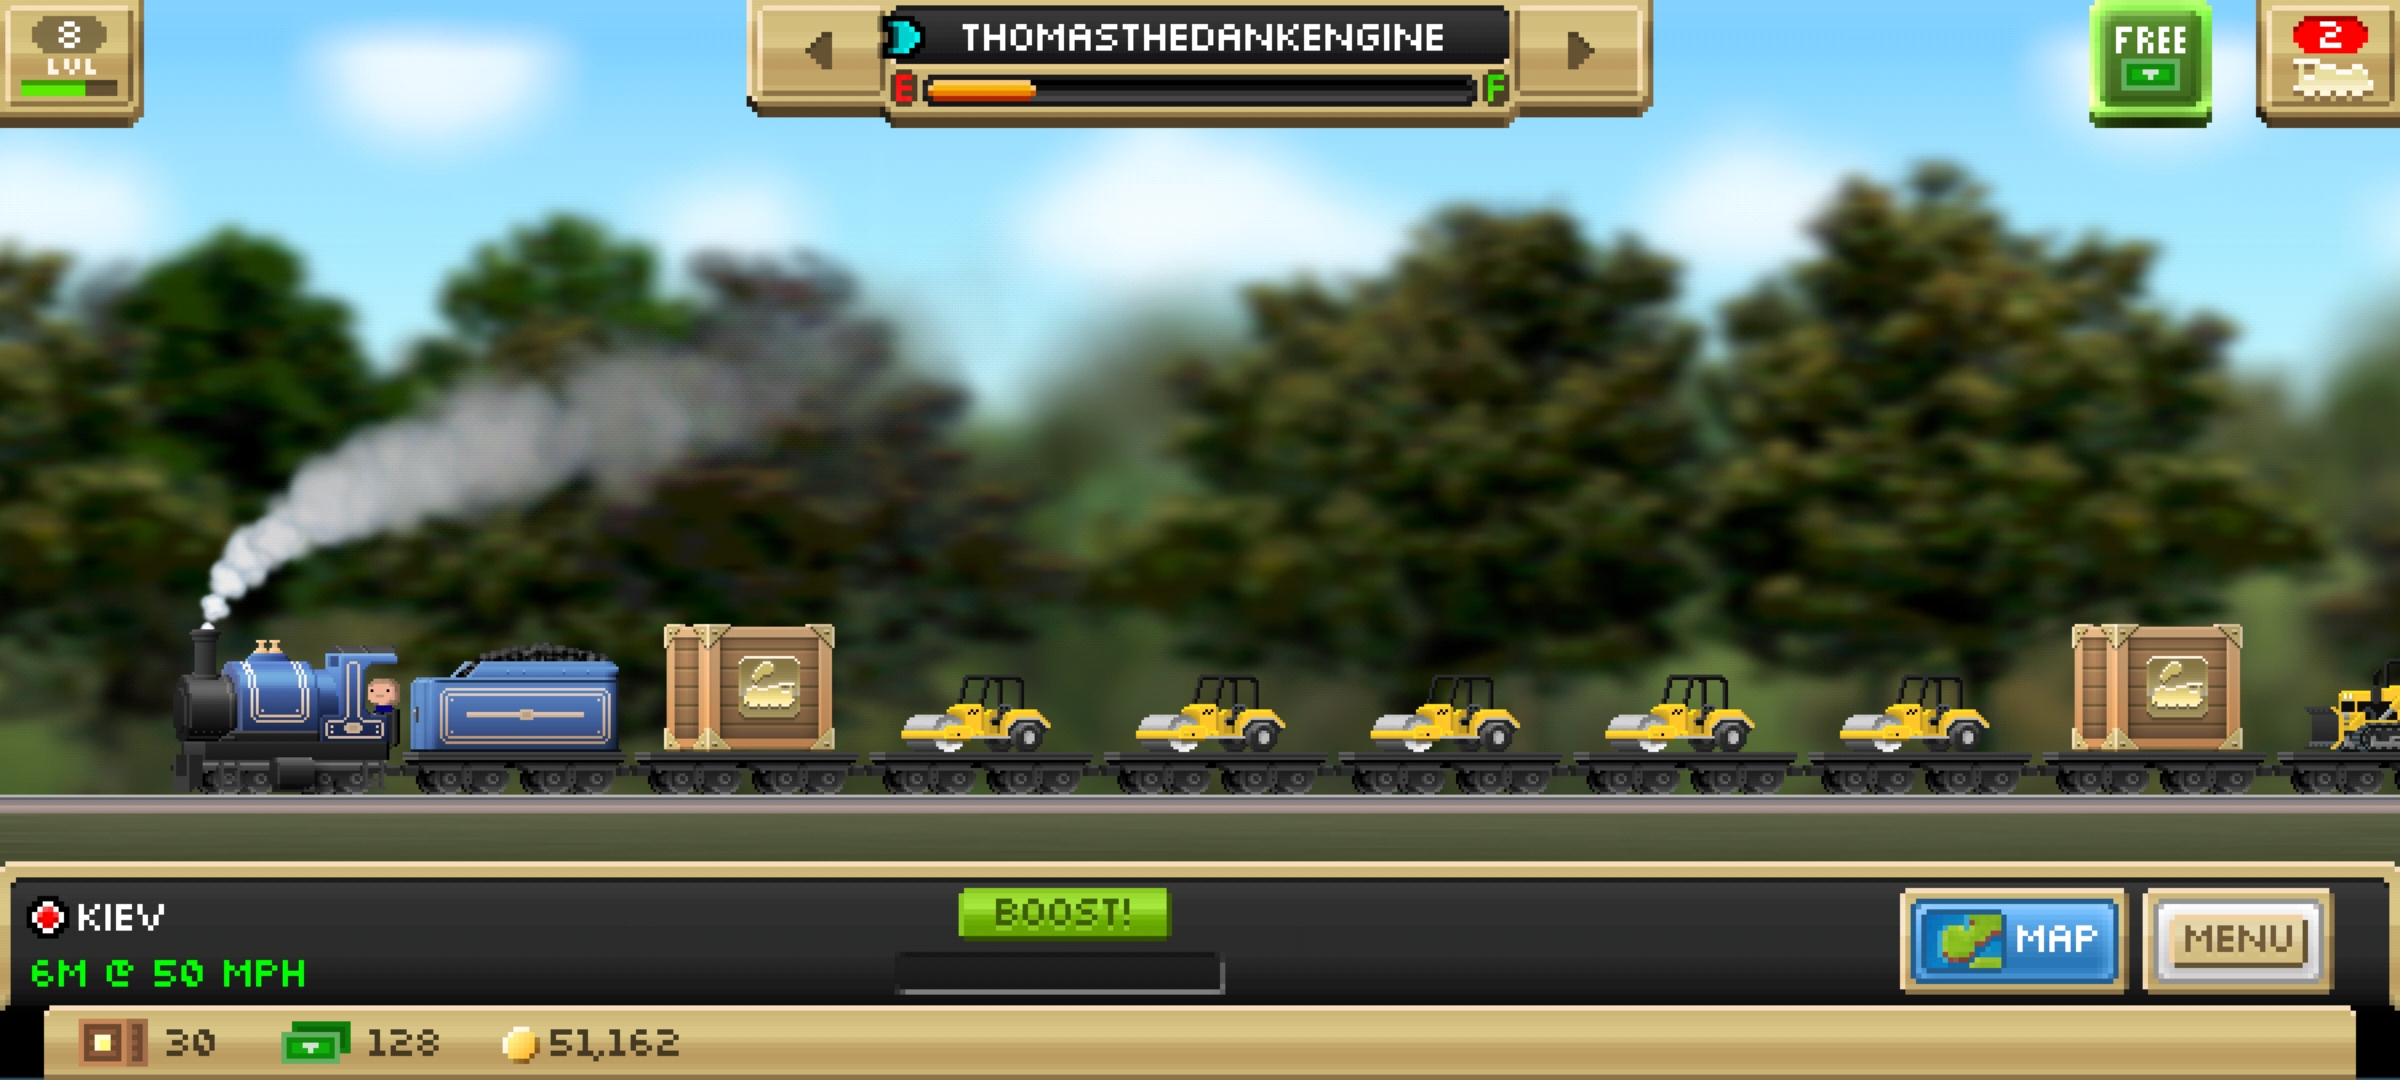 8
LVL
THOMASTHEDANKENGINE
E F
FREE
2
KIEV
6M @ 50 MPH
BOOST!
MAP
MENU
30 128 51,162